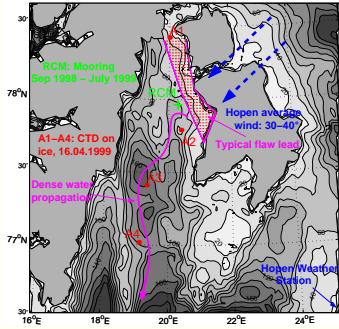 30'
RCM: Mooring
Sep 1998 – July 1999
RCM
78°N
Hopen average
wind: 30–40°
A1–A4: CTD on
ice, 16.04.1999
A2
Typical flaw lead
30'
A3
Dense water
propagation
77°N
A4
Hopen Weather
Station
30'
16°E
18°E
20°E
22°E
24°E